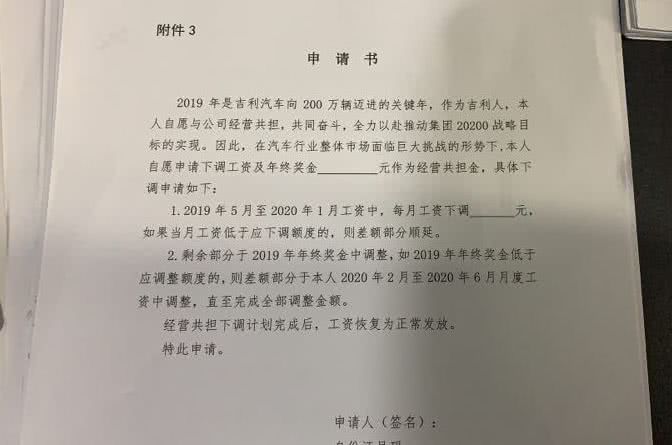 附件 3
申 请 书
2019 年是吉利汽车向 200 万辆迈进的关键年，作为吉利人，本
人自愿与公司经营共担，共同奋斗，全力以赴推动集团 20200 战略目
标的实现。因此，在汽车行业整体市场面临巨大挑战的形势下，本人
自愿申请下调工资及年终奖金________元作为经营共担金，具体下
调申请如下：
1. 2019 年 5 月至 2020 年 1 月工资中，每月工资下调______元，
如果当月工资低于应下调额度的，则差额部分顺延。
2. 剩余部分于 2019 年年终奖金中调整，如 2019 年年终奖金低于
应调整额度的，则差额部分于本人 2020 年 2 月至 2020 年 6 月月度工
资中调整，直至完成全部调整金额。
经营共担下调计划完成后，工资恢复为正常发放。
特此申请。
申请人（签名）：